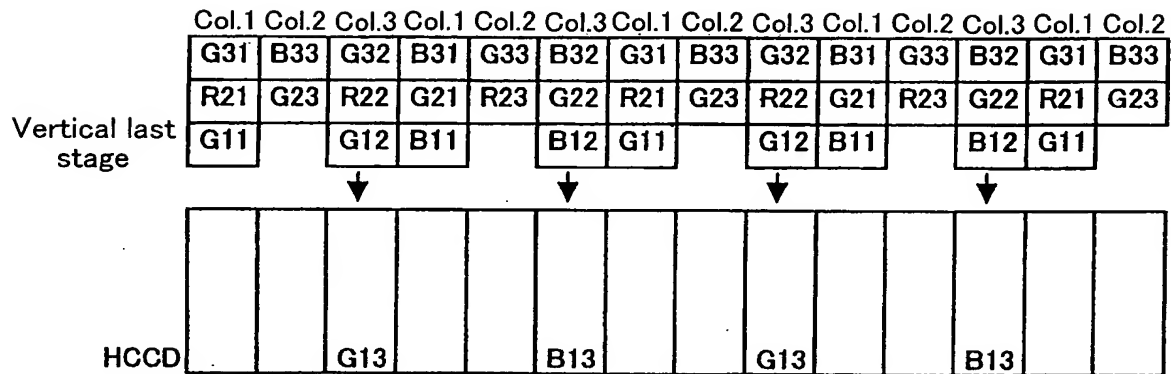 Col.1 Col.2 Col.3 Col.1 Col.2 Col.3 Col.1 Col.2 Col.3 Col.1 Col.2 Col.3 Col.1 Col.2
G31 B33 G32 B31 G33 B32 G31 B33 G32 B31 G33 B32 G31 B33
R21 G23 R22 G21 R23 G22 R21 G23 R22 G21 R23 G22 R21 G23
Vertical last
stage
G11 G12 B11 B12 G11 G12 B11 B12 G11
HCCD G13 B13 G13 B13